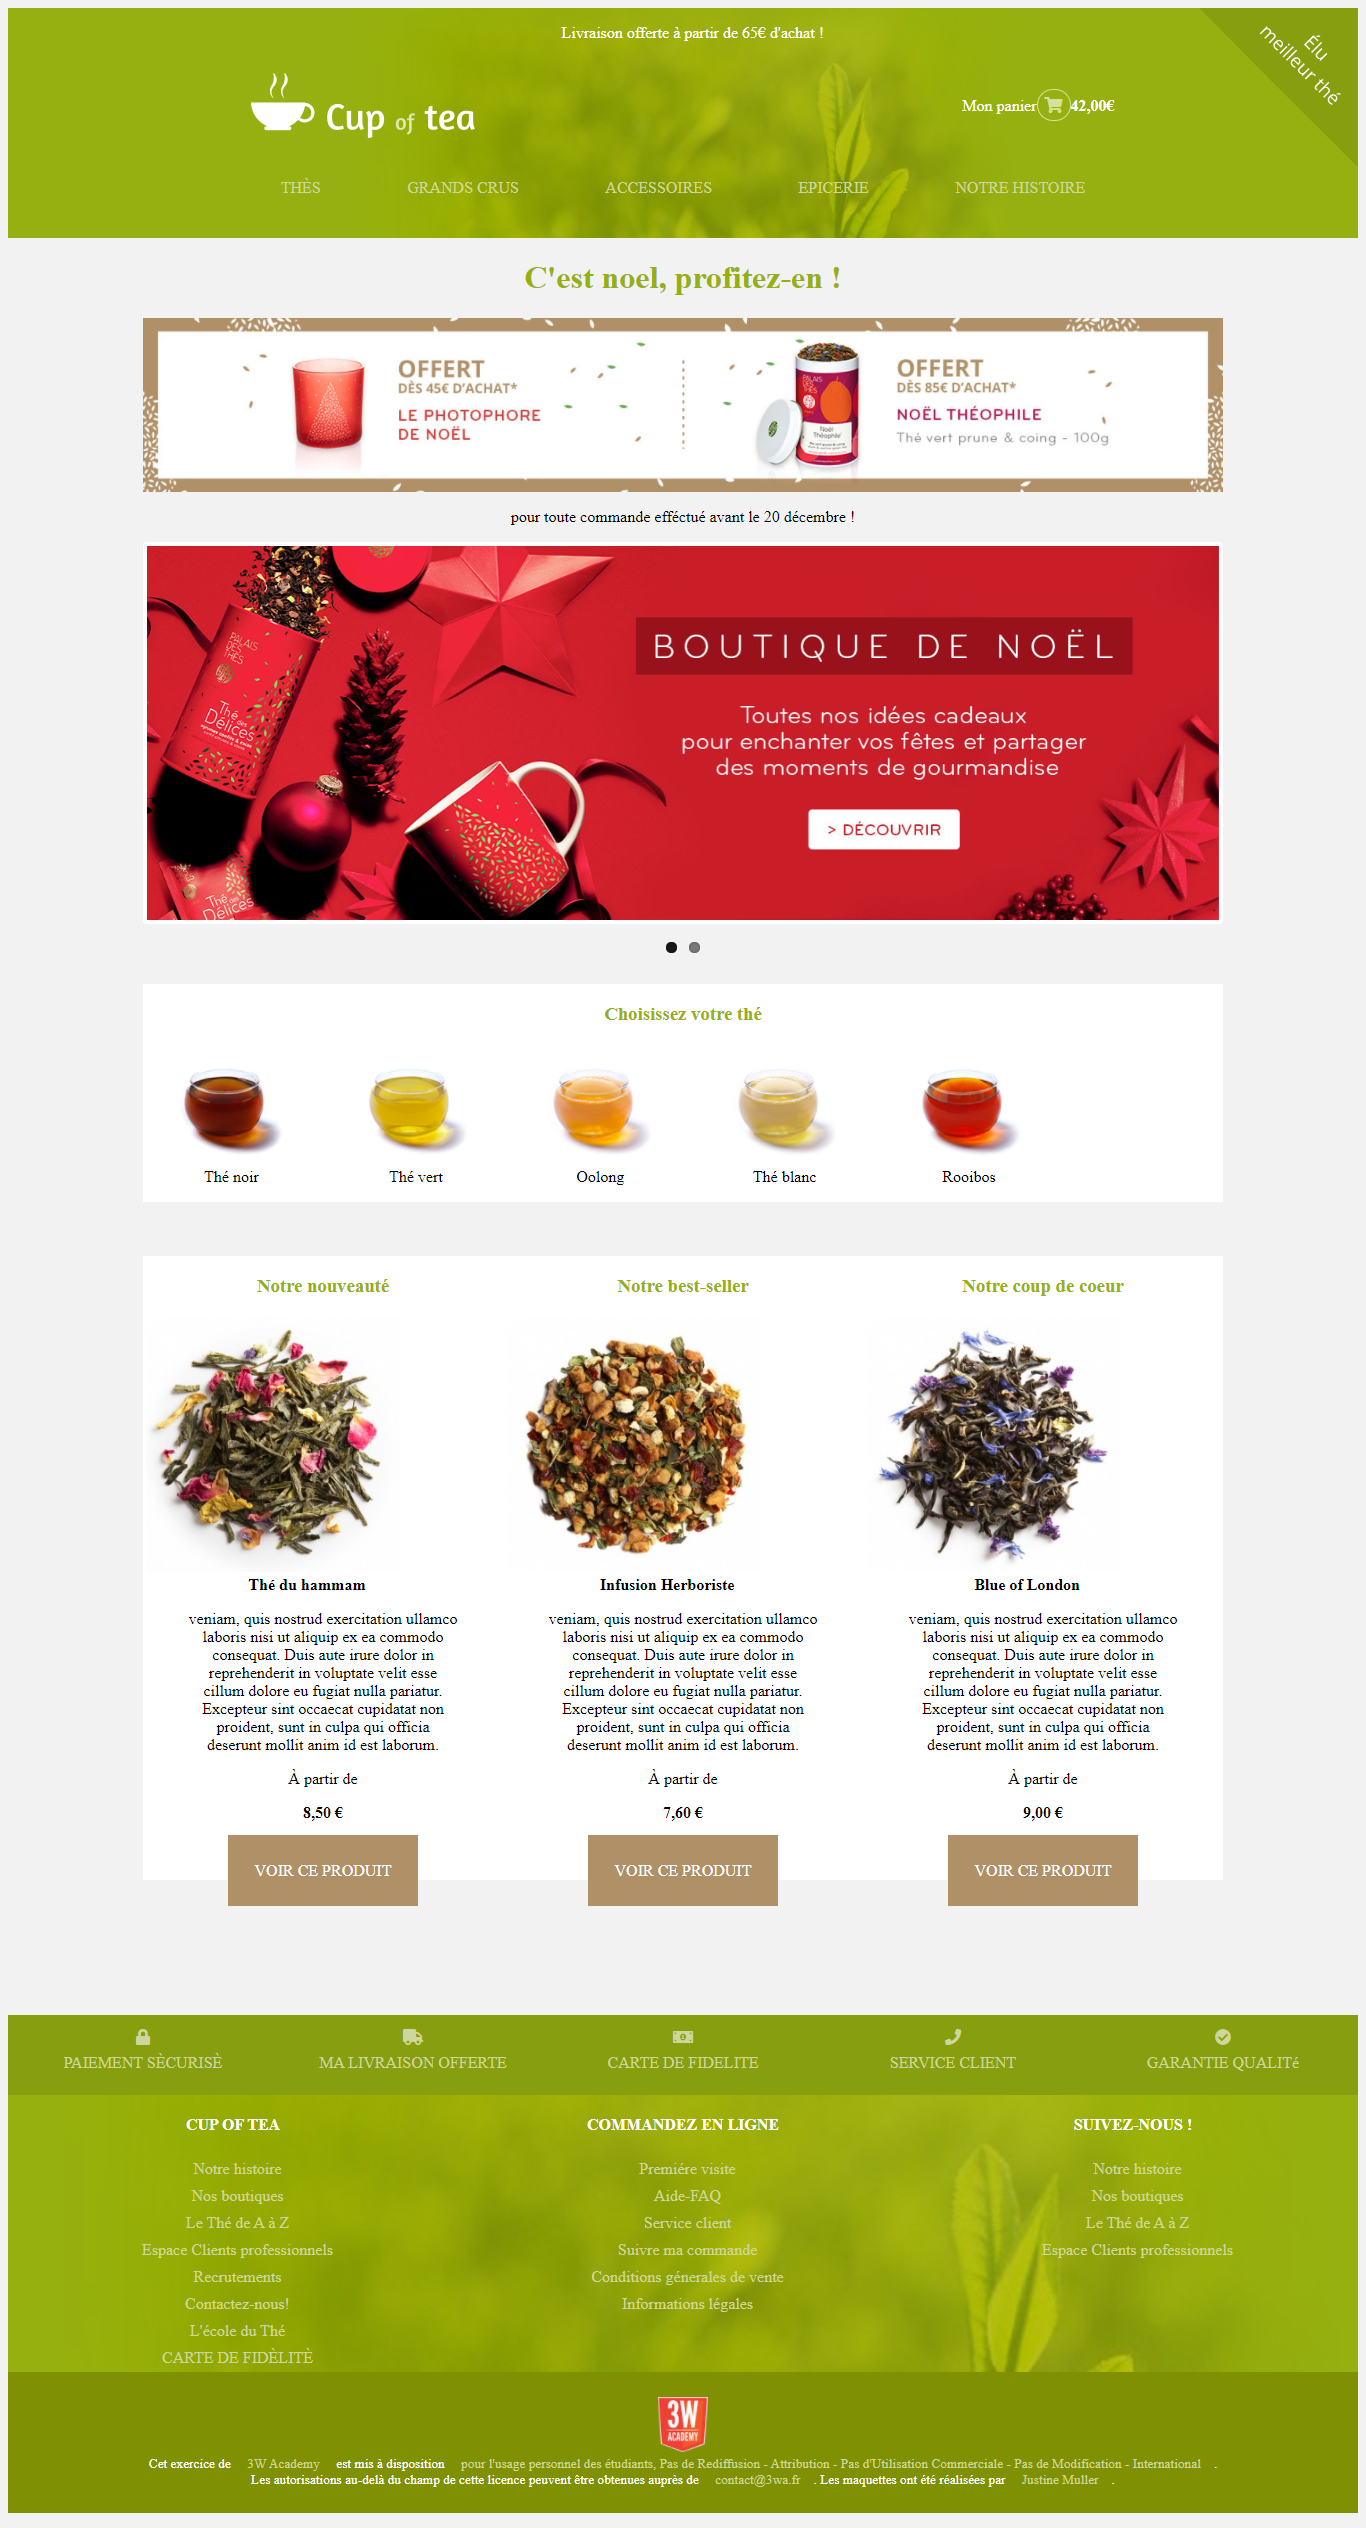 Livraison offerte à partir de 65€ d'achat !
Élu
meilleur thé
Cup of tea
Mon panier 42,00€
THÈS GRANDS CRUS ACCESSOIRES EPICERIE NOTRE HISTOIRE
C'est noel, profitez-en !
OFFERT
DÈS 45€ D'ACHAT*
LE PHOTOPHORE
DE NOËL
PALAIS
DES
THÉS
Noël
Théophile
OFFERT
DÈS 85€ D'ACHAT*
NOËL THÉOPHILE
Thé vert prune & coing - 100g
pour toute commande efféctué avant le 20 décembre !
PALAIS
DES
THÉS
Thé des
Délices
Thé des
Délices
BOUTIQUE DE NOËL
Toutes nos idées cadeaux
pour enchanter vos fêtes et partager
des moments de gourmandise
> DÉCOUVRIR
Choisissez votre thé
Thé noir Thé vert Oolong Thé blanc Rooibos
Notre nouveauté
Thé du hammam
veniam, quis nostrud exercitation ullamco
laboris nisi ut aliquip ex ea commodo
consequat. Duis aute irure dolor in
reprehenderit in voluptate velit esse
cillum dolore eu fugiat nulla pariatur.
Excepteur sint occaecat cupidatat non
proident, sunt in culpa qui officia
deserunt mollit anim id est laborum.
À partir de
8,50 €
VOIR CE PRODUIT
Notre best-seller
Infusion Herboriste
veniam, quis nostrud exercitation ullamco
laboris nisi ut aliquip ex ea commodo
consequat. Duis aute irure dolor in
reprehenderit in voluptate velit esse
cillum dolore eu fugiat nulla pariatur.
Excepteur sint occaecat cupidatat non
proident, sunt in culpa qui officia
deserunt mollit anim id est laborum.
À partir de
7,60 €
VOIR CE PRODUIT
Notre coup de coeur
Blue of London
veniam, quis nostrud exercitation ullamco
laboris nisi ut aliquip ex ea commodo
consequat. Duis aute irure dolor in
reprehenderit in voluptate velit esse
cillum dolore eu fugiat nulla pariatur.
Excepteur sint occaecat cupidatat non
proident, sunt in culpa qui officia
deserunt mollit anim id est laborum.
À partir de
9,00 €
VOIR CE PRODUIT
PAIEMENT SÈCURISÈ MA LIVRAISON OFFERTE CARTE DE FIDELITE SERVICE CLIENT GARANTIE QUALITé
CUP OF TEA
Notre histoire
Nos boutiques
Le Thé de A à Z
Espace Clients professionnels
Recrutements
Contactez-nous!
L'école du Thé
CARTE DE FIDÈLITÈ
COMMANDEZ EN LIGNE
Premiére visite
Aide-FAQ
Service client
Suivre ma commande
Conditions génerales de vente
Informations légales
SUIVEZ-NOUS !
Notre histoire
Nos boutiques
Le Thé de A à Z
Espace Clients professionnels
3W
ACADEMY
Cet exercice de 3W Academy est mis à disposition pour l'usage personnel des étudiants, Pas de Rediffusion - Attribution - Pas d'Utilisation Commerciale - Pas de Modification - International .
Les autorisations au-delà du champ de cette licence peuvent être obtenues auprès de contact@3wa.fr . Les maquettes ont été réalisées par Justine Muller .